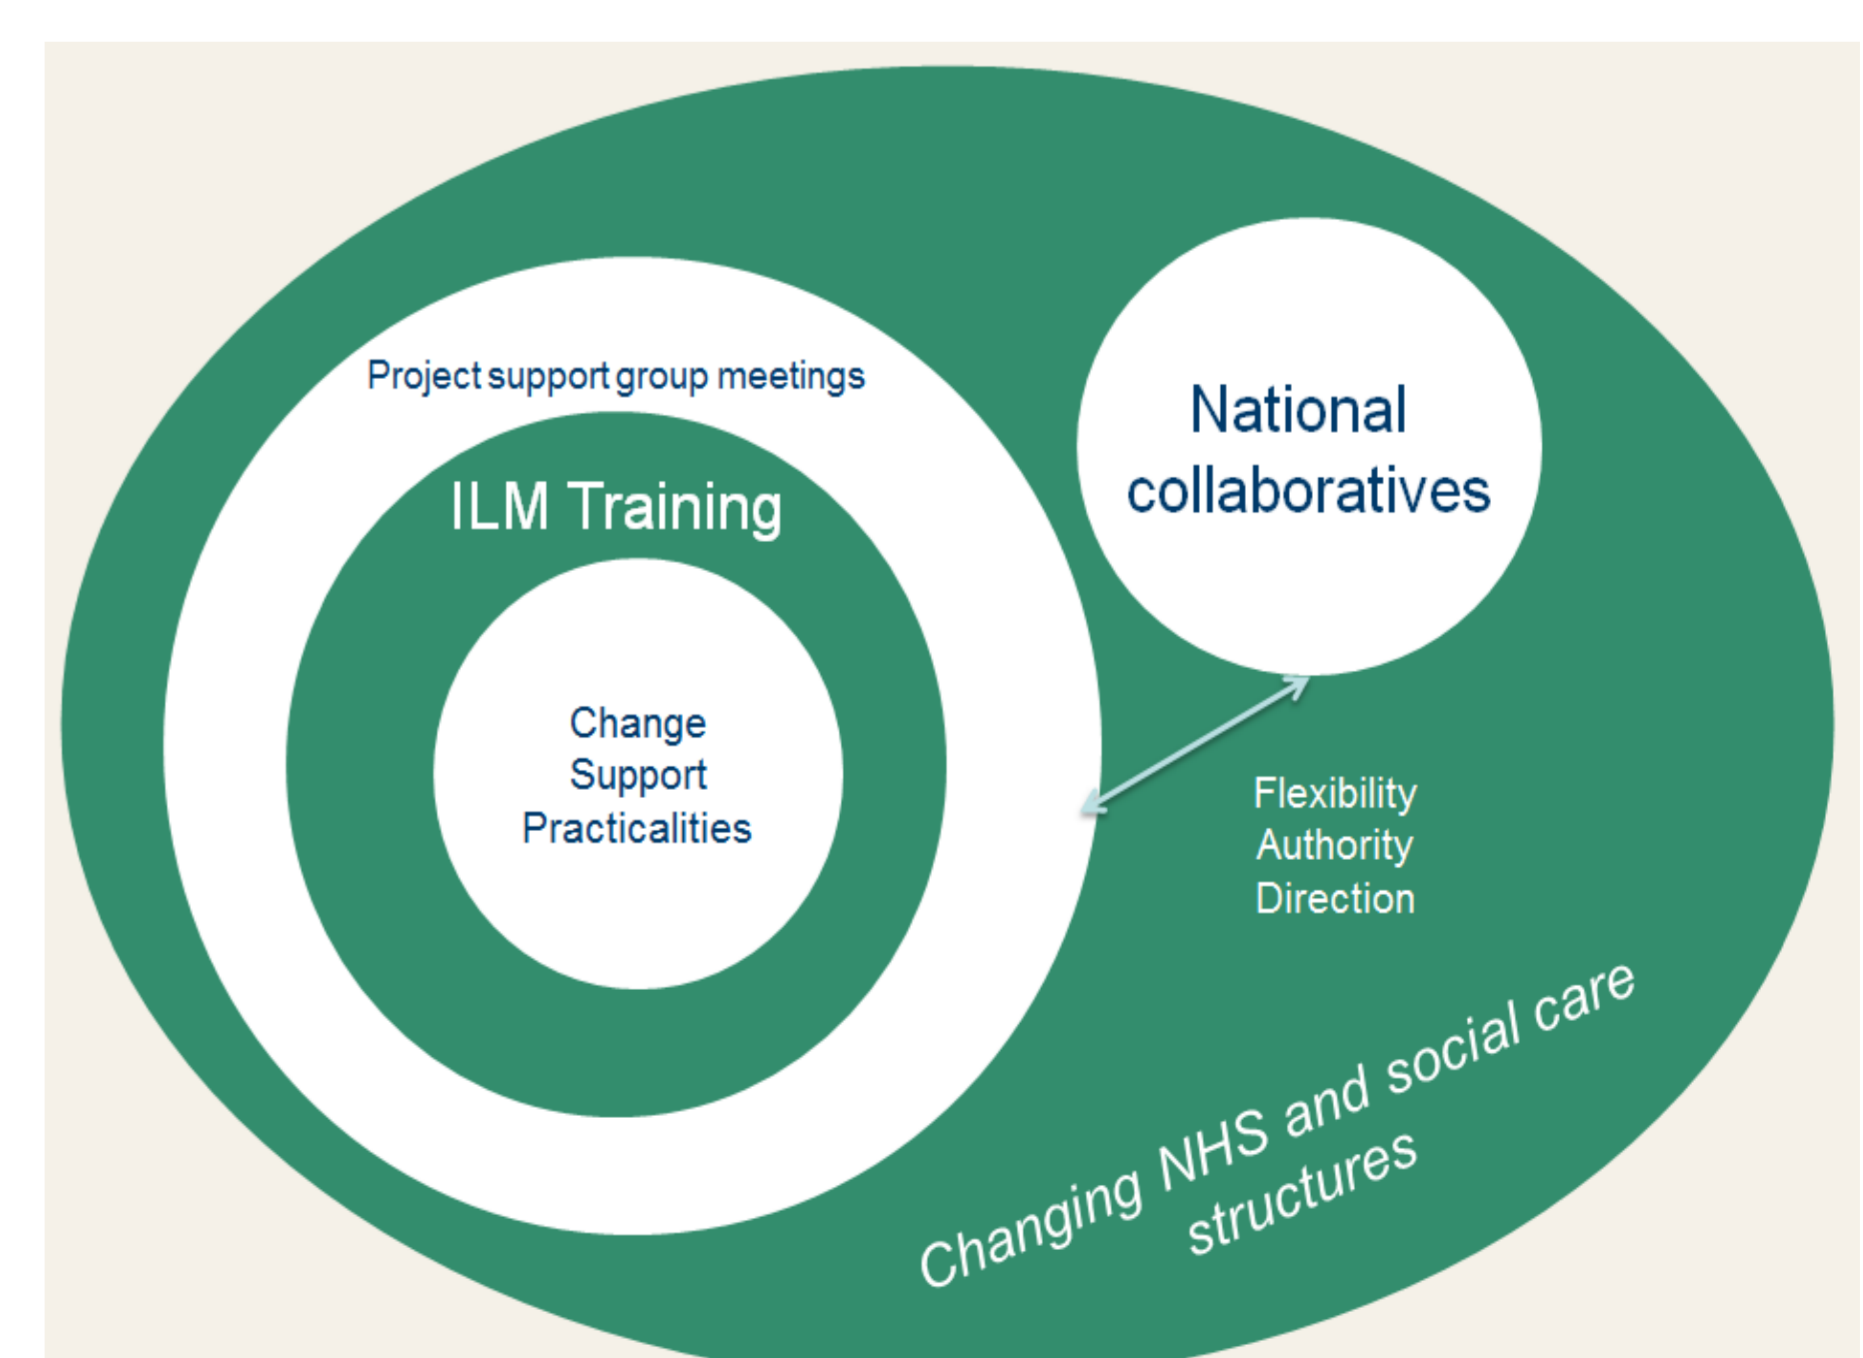 Project support group meetings
ILM Training
Change
Support
Practicalities
National
collaboratives
Flexibility
Authority
Direction
Changing NHS and social care
structures